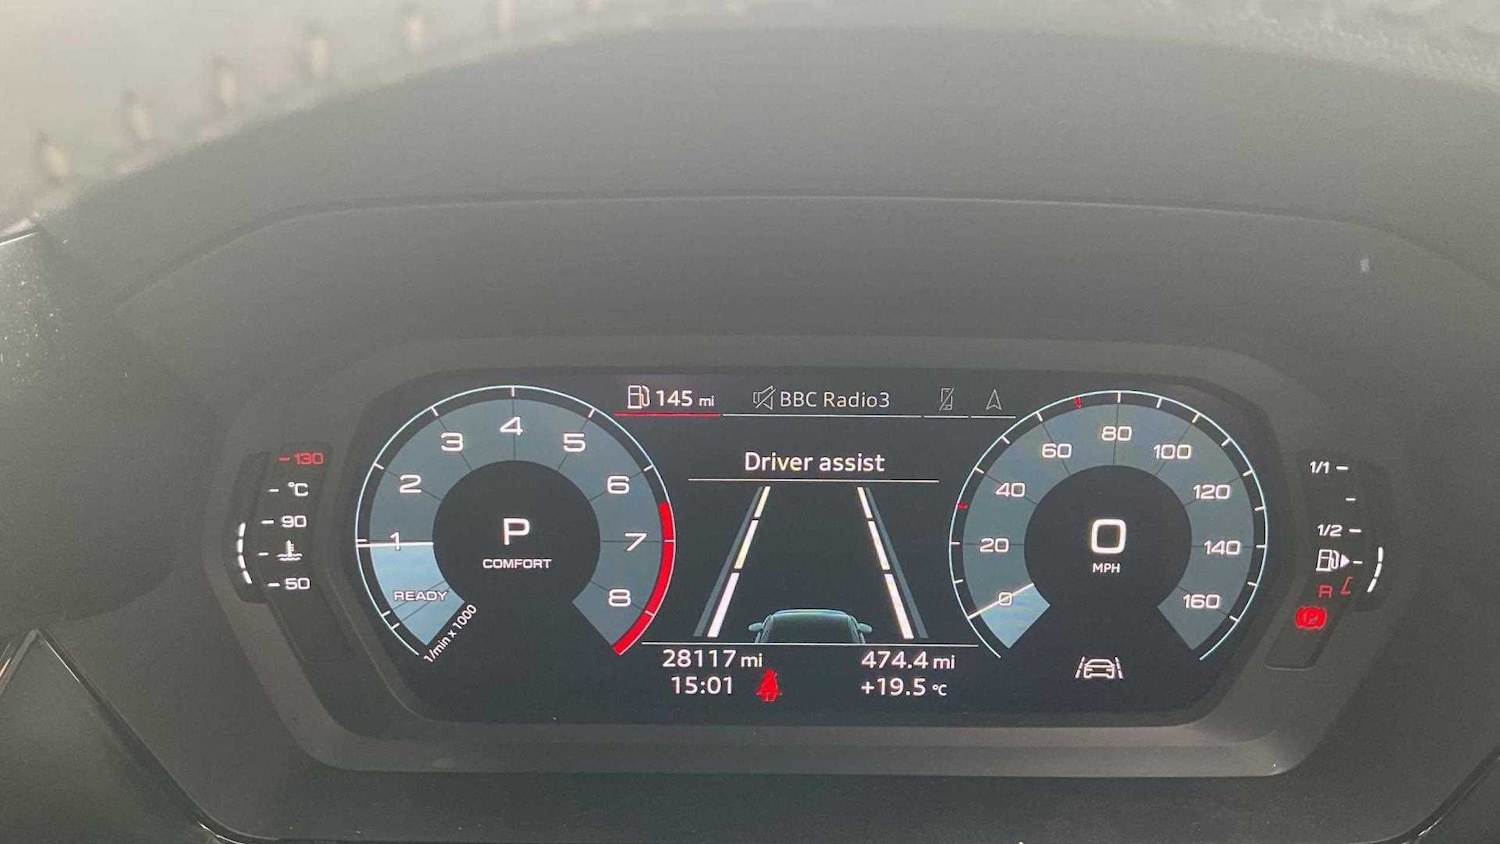 145 mi
BBC Radio3
Driver assist
1
2
3
4
5
6
7
8
P
COMFORT
READY
1/min x 1000
0
20
40
60
80
100
120
140
160
0
MPH
130
°C
90
50
1/1
1/2
R
28117 mi
474.4 mi
15:01
+19.5 °C